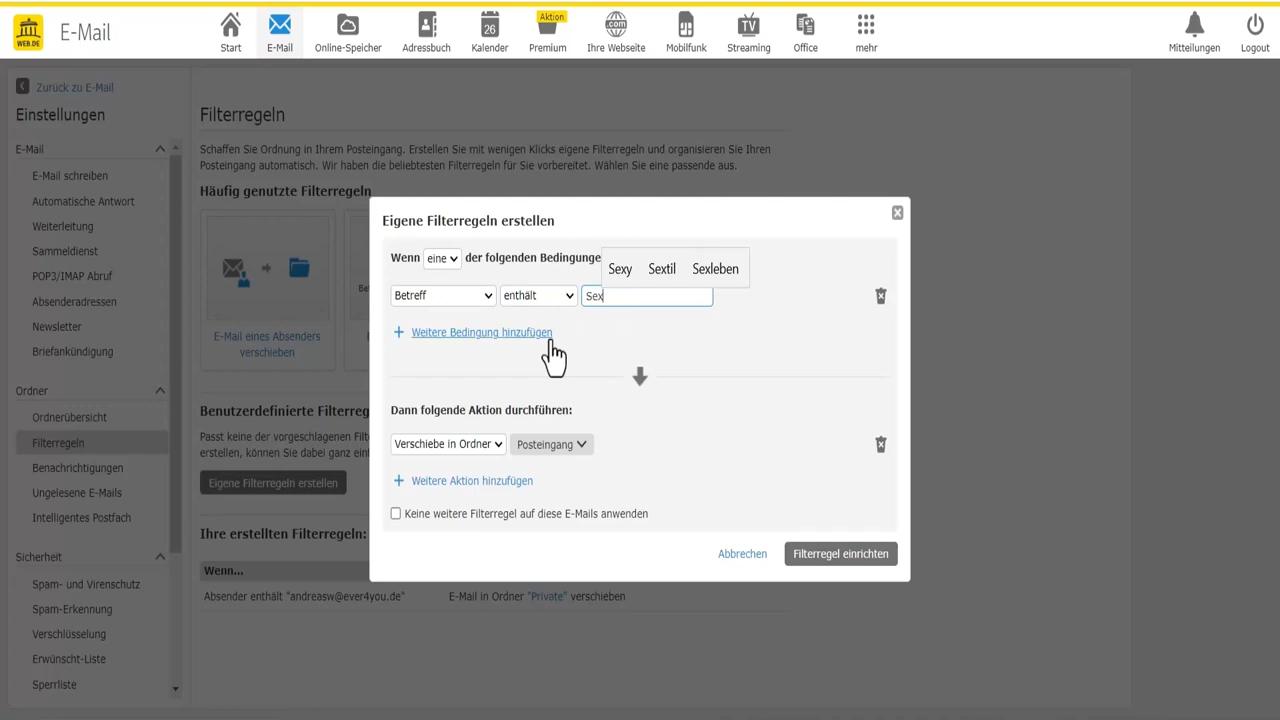 WEB.DE
E-Mail
Start
E-Mail
Online-Speicher
Adressbuch
26
Kalender
Aktion
Premium
.com
Ihre Webseite
Mobilfunk
TV
Streaming
Office
mehr
Mitteilungen
Logout
Zurück zu E-Mail
Einstellungen
E-Mail
E-Mail schreiben
Automatische Antwort
Weiterleitung
Sammeldienst
POP3/IMAP Abruf
Absenderadressen
Newsletter
Briefankündigung
Ordner
Ordnerübersicht
Filterregeln
Benachrichtigungen
Ungelesene E-Mails
Intelligentes Postfach
Sicherheit
Spam- und Virenschutz
Spam-Erkennung
Verschlüsselung
Erwünscht-Liste
Sperrliste
Filterregeln
Schaffen Sie Ordnung in Ihrem Posteingang. Erstellen Sie mit wenigen Klicks eigene Filterregeln und organisieren Sie Ihren
Posteingang automatisch. Wir haben die beliebtesten Filterregeln für Sie vorbereitet. Wählen Sie eine passende aus.
Häufig genutzte Filterregeln
E-Mail eines Absenders
verschieben
Benutzerdefinierte Filterreg
Passt keine der vorgeschlagenen Filter
erstellen, können Sie dabei ganz einf
Eigene Filterregeln erstellen
Ihre erstellten Filterregeln:
Wenn...
Absender enthält "andreasw@ever4you.de"
E-Mail in Ordner "Private" verschieben
Eigene Filterregeln erstellen
Wenn eine der folgenden Bedingunge
Sexy Sextil Sexleben
Betreff enthält Sex
+ Weitere Bedingung hinzufügen
Dann folgende Aktion durchführen:
Verschiebe in Ordner Posteingang
+ Weitere Aktion hinzufügen
Keine weitere Filterregel auf diese E-Mails anwenden
Abbrechen
Filterregel einrichten